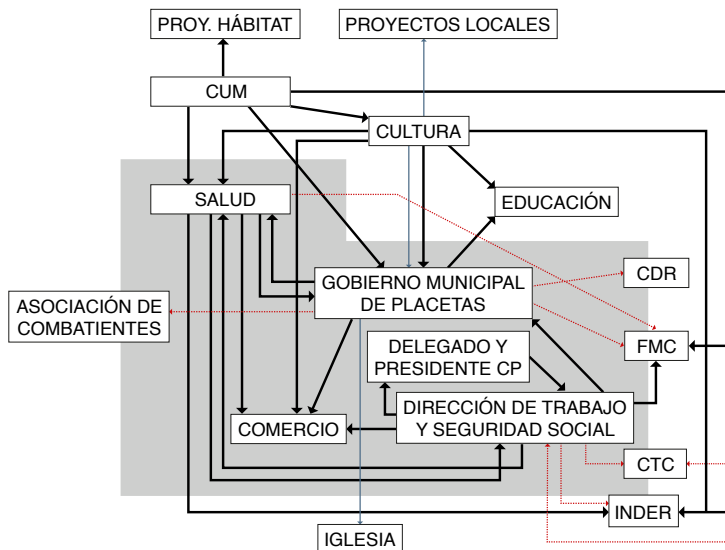 PROY. HÁBITAT
PROYECTOS LOCALES
CUM
CULTURA
SALUD
EDUCACIÓN
GOBIERNO MUNICIPAL
DE PLACETAS
CDR
ASOCIACIÓN DE
COMBATIENTES
DELEGADO Y
PRESIDENTE CP
FMC
DIRECCIÓN DE TRABAJO
Y SEGURIDAD SOCIAL
COMERCIO
CTC
INDER
IGLESIA